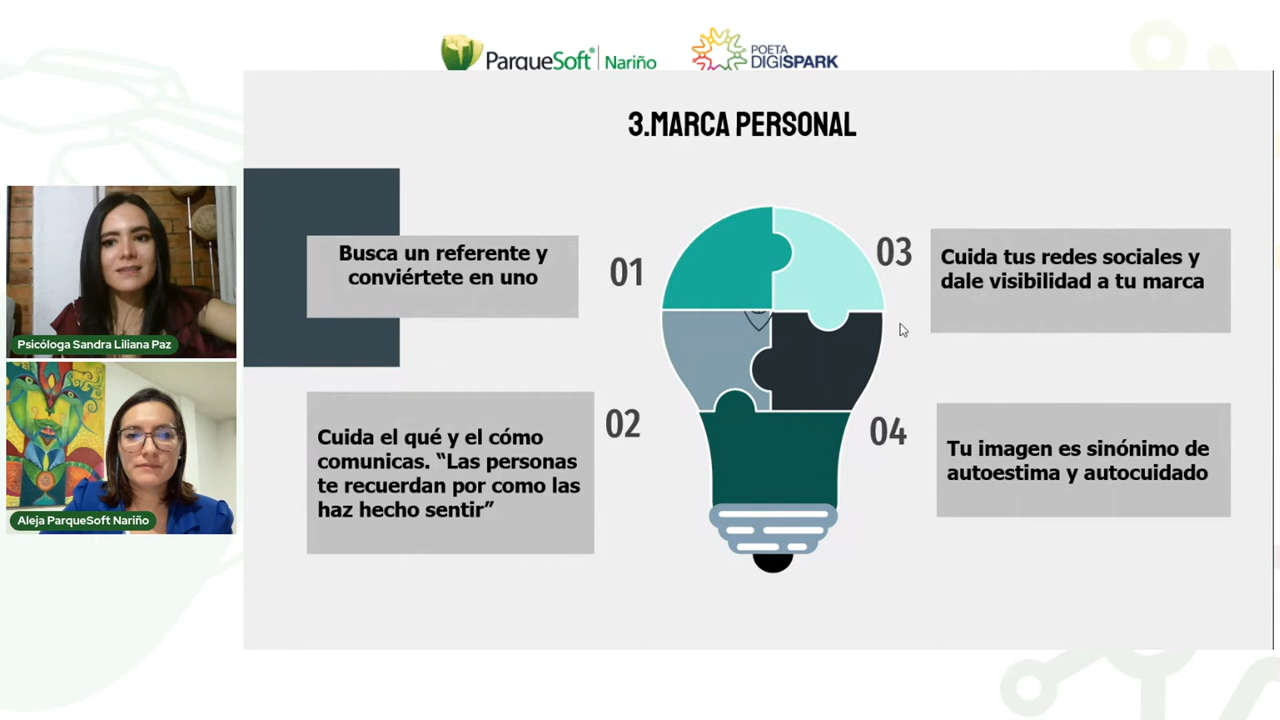 ParqueSoft® | Nariño
POETA
DIGISPARK
3.MARCA PERSONAL
Busca un referente y
conviértete en uno
01
Cuida el qué y el cómo
comunicas. “Las personas
te recuerdan por como las
haz hecho sentir”
02
03
Cuida tus redes sociales y
dale visibilidad a tu marca
04
Tu imagen es sinónimo de
autoestima y autocuidado
Psicóloga Sandra Liliana Paz
Aleja ParqueSoft Nariño